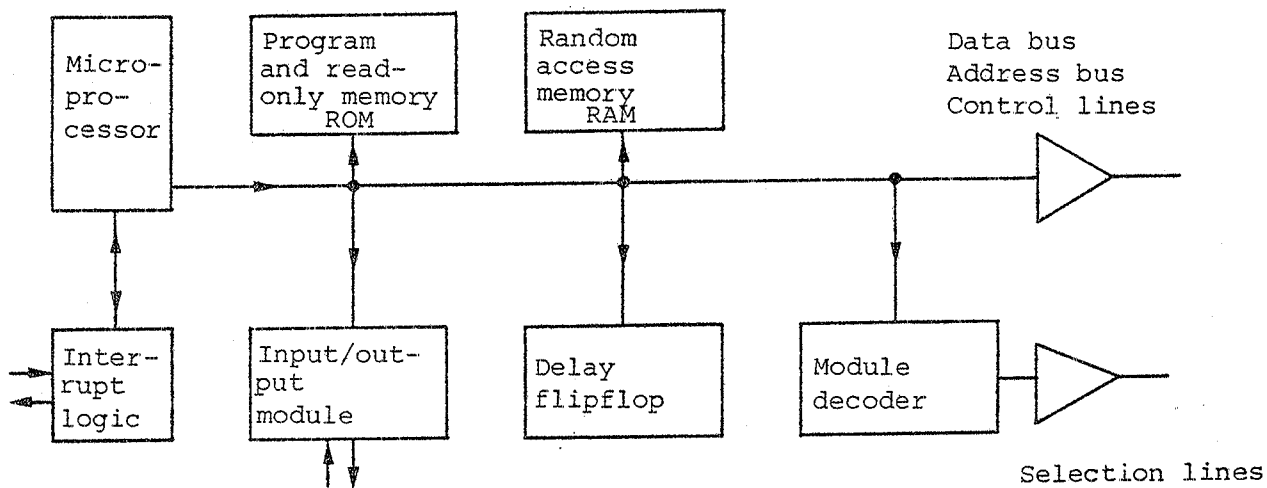 Micro-
pro-
cessor
Program
and read-
only memory
ROM
Random
access
memory
RAM
Data bus
Address bus
Control lines
Inter-
rupt
logic
Input/out-
put
module
Delay
flipflop
Module
decoder
Selection lines